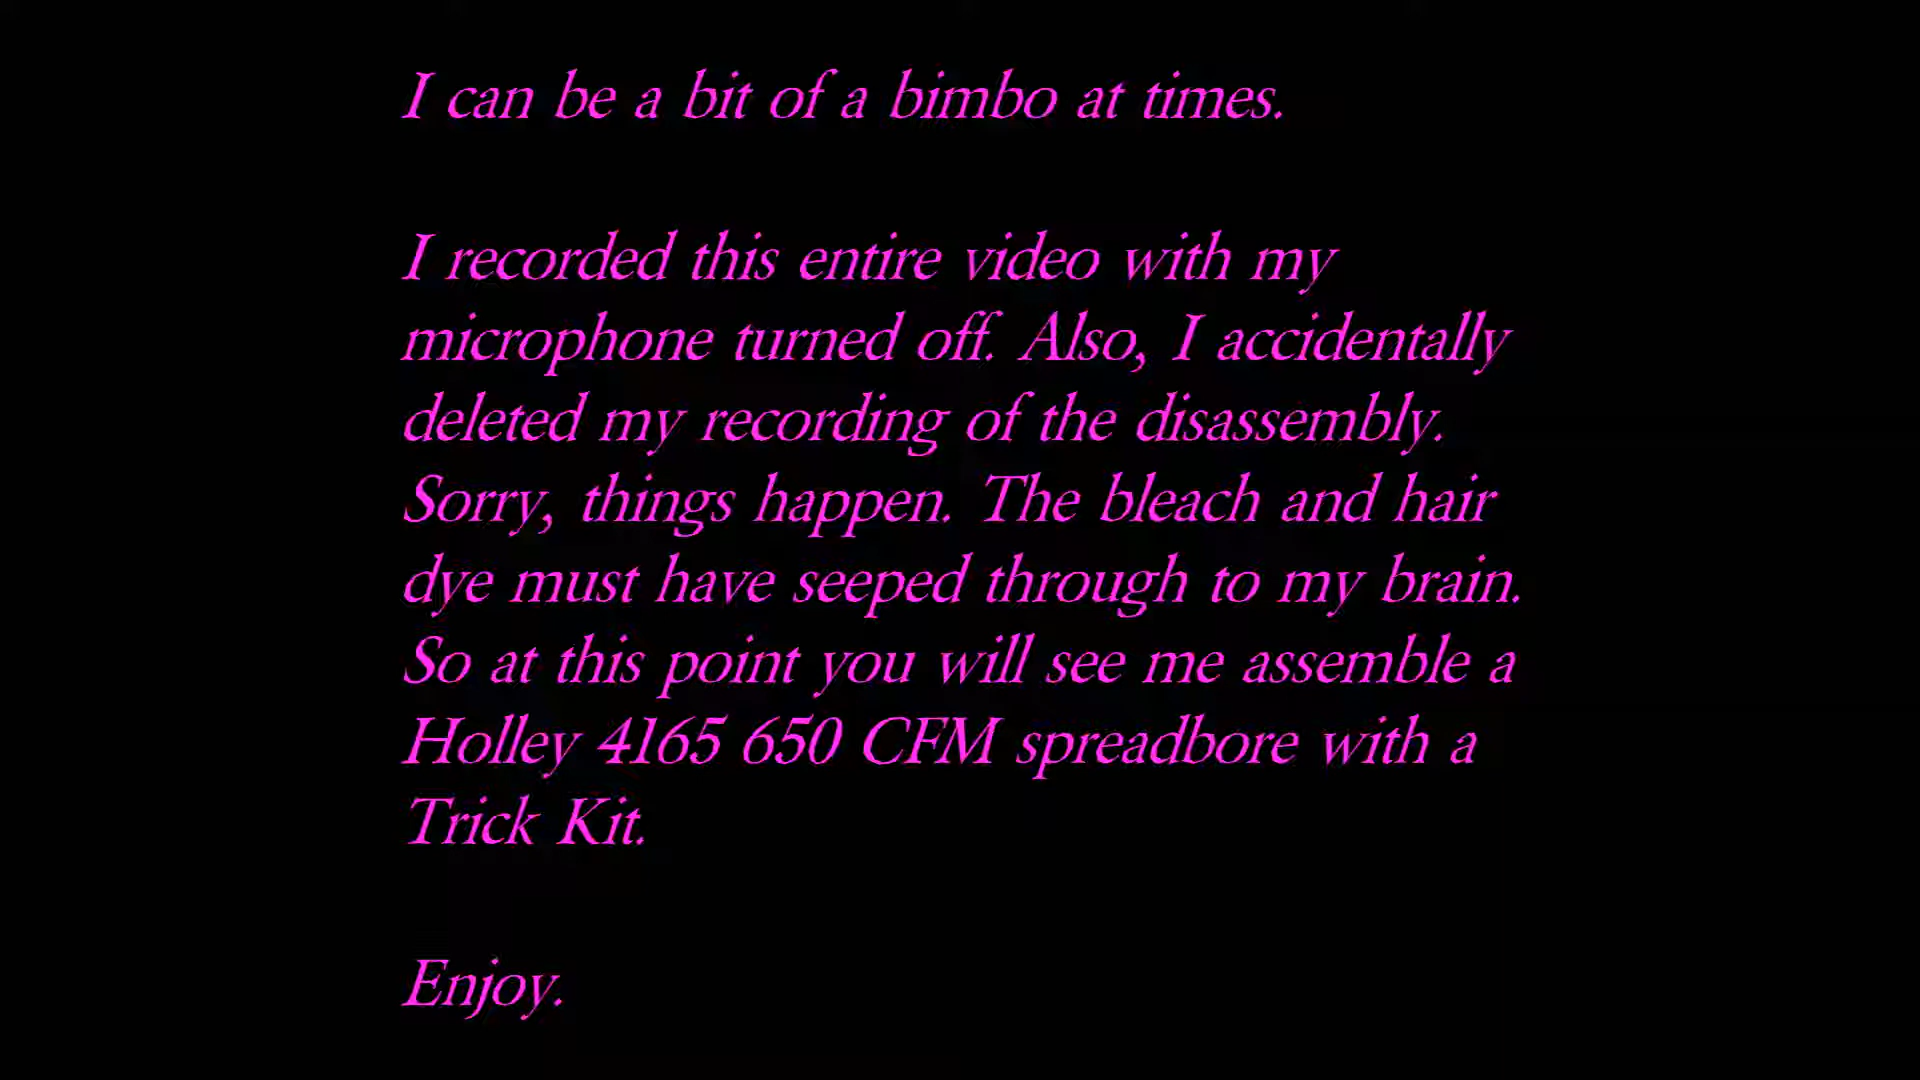 I can be a bit of a bimbo at times.
I recorded this entire video with my
microphone turned off. Also, I accidentally
deleted my recording of the disassembly.
Sorry, things happen. The bleach and hair
dye must have seeped through to my brain.
So at this point you will see me assemble a
Holley 4165 650 CFM spreadbore with a
Trick Kit.
Enjoy.